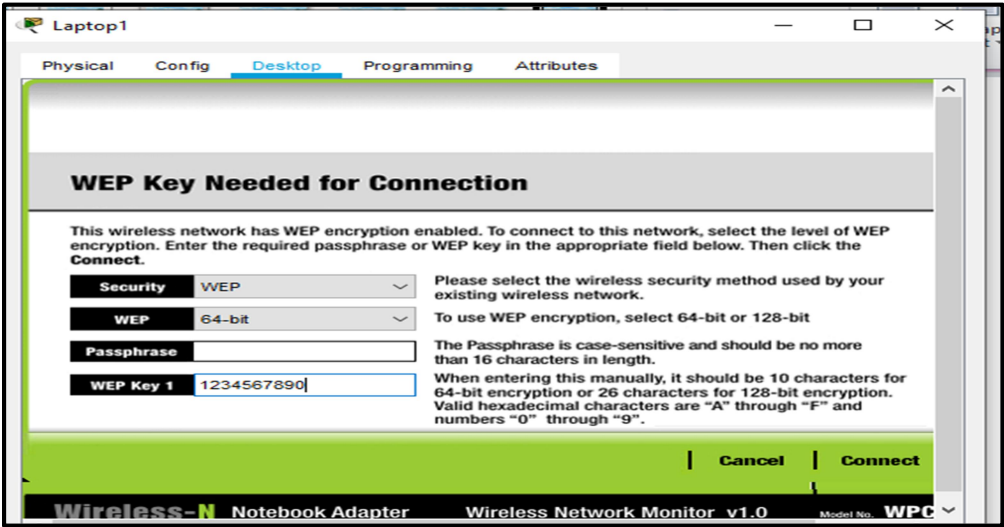 Laptop1
Physical Config Desktop Programming Attributes
WEP Key Needed for Connection
This wireless network has WEP encryption enabled. To connect to this network, select the level of WEP
encryption. Enter the required passphrase or WEP key in the appropriate field below. Then click the
Connect.
Security WEP
Please select the wireless security method used by your
existing wireless network.
WEP 64-bit
To use WEP encryption, select 64-bit or 128-bit
Passphrase
The Passphrase is case-sensitive and should be no more
than 16 characters in length.
WEP Key 1 1234567890
When entering this manually, it should be 10 characters for
64-bit encryption or 26 characters for 128-bit encryption.
Valid hexadecimal characters are “A” through “F” and
numbers “0” through “9”.
Cancel Connect
Wireless-N Notebook Adapter Wireless Network Monitor v1.0 Model No. WPC